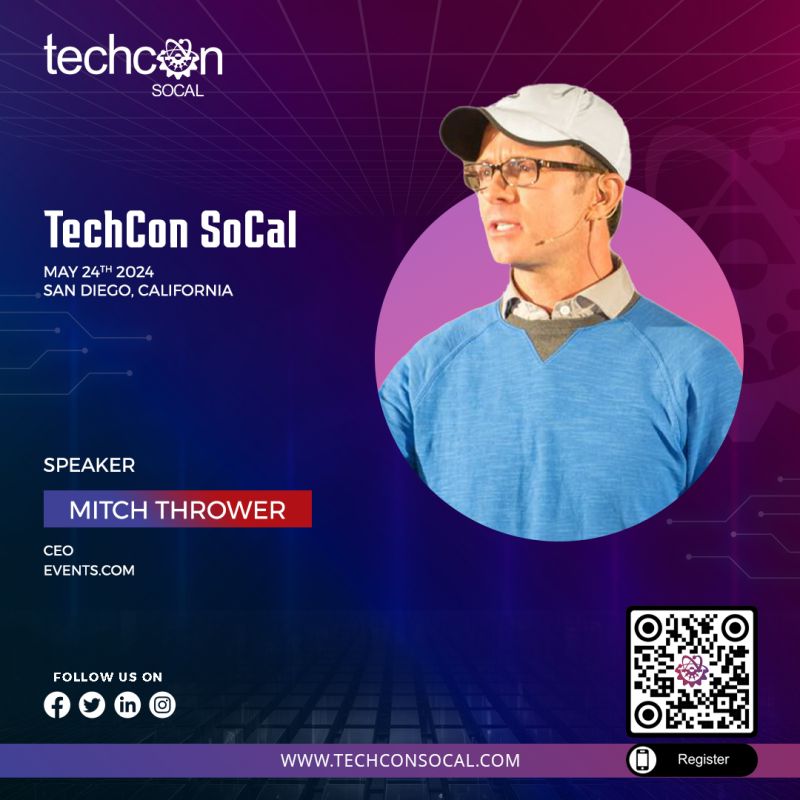 techcon
SOCAL
TechCon SoCal
MAY 24TH 2024
SAN DIEGO, CALIFORNIA
SPEAKER
MITCH THROWER
CEO
EVENTS.COM
FOLLOW US ON
WWW.TECHCONSOCAL.COM
Register